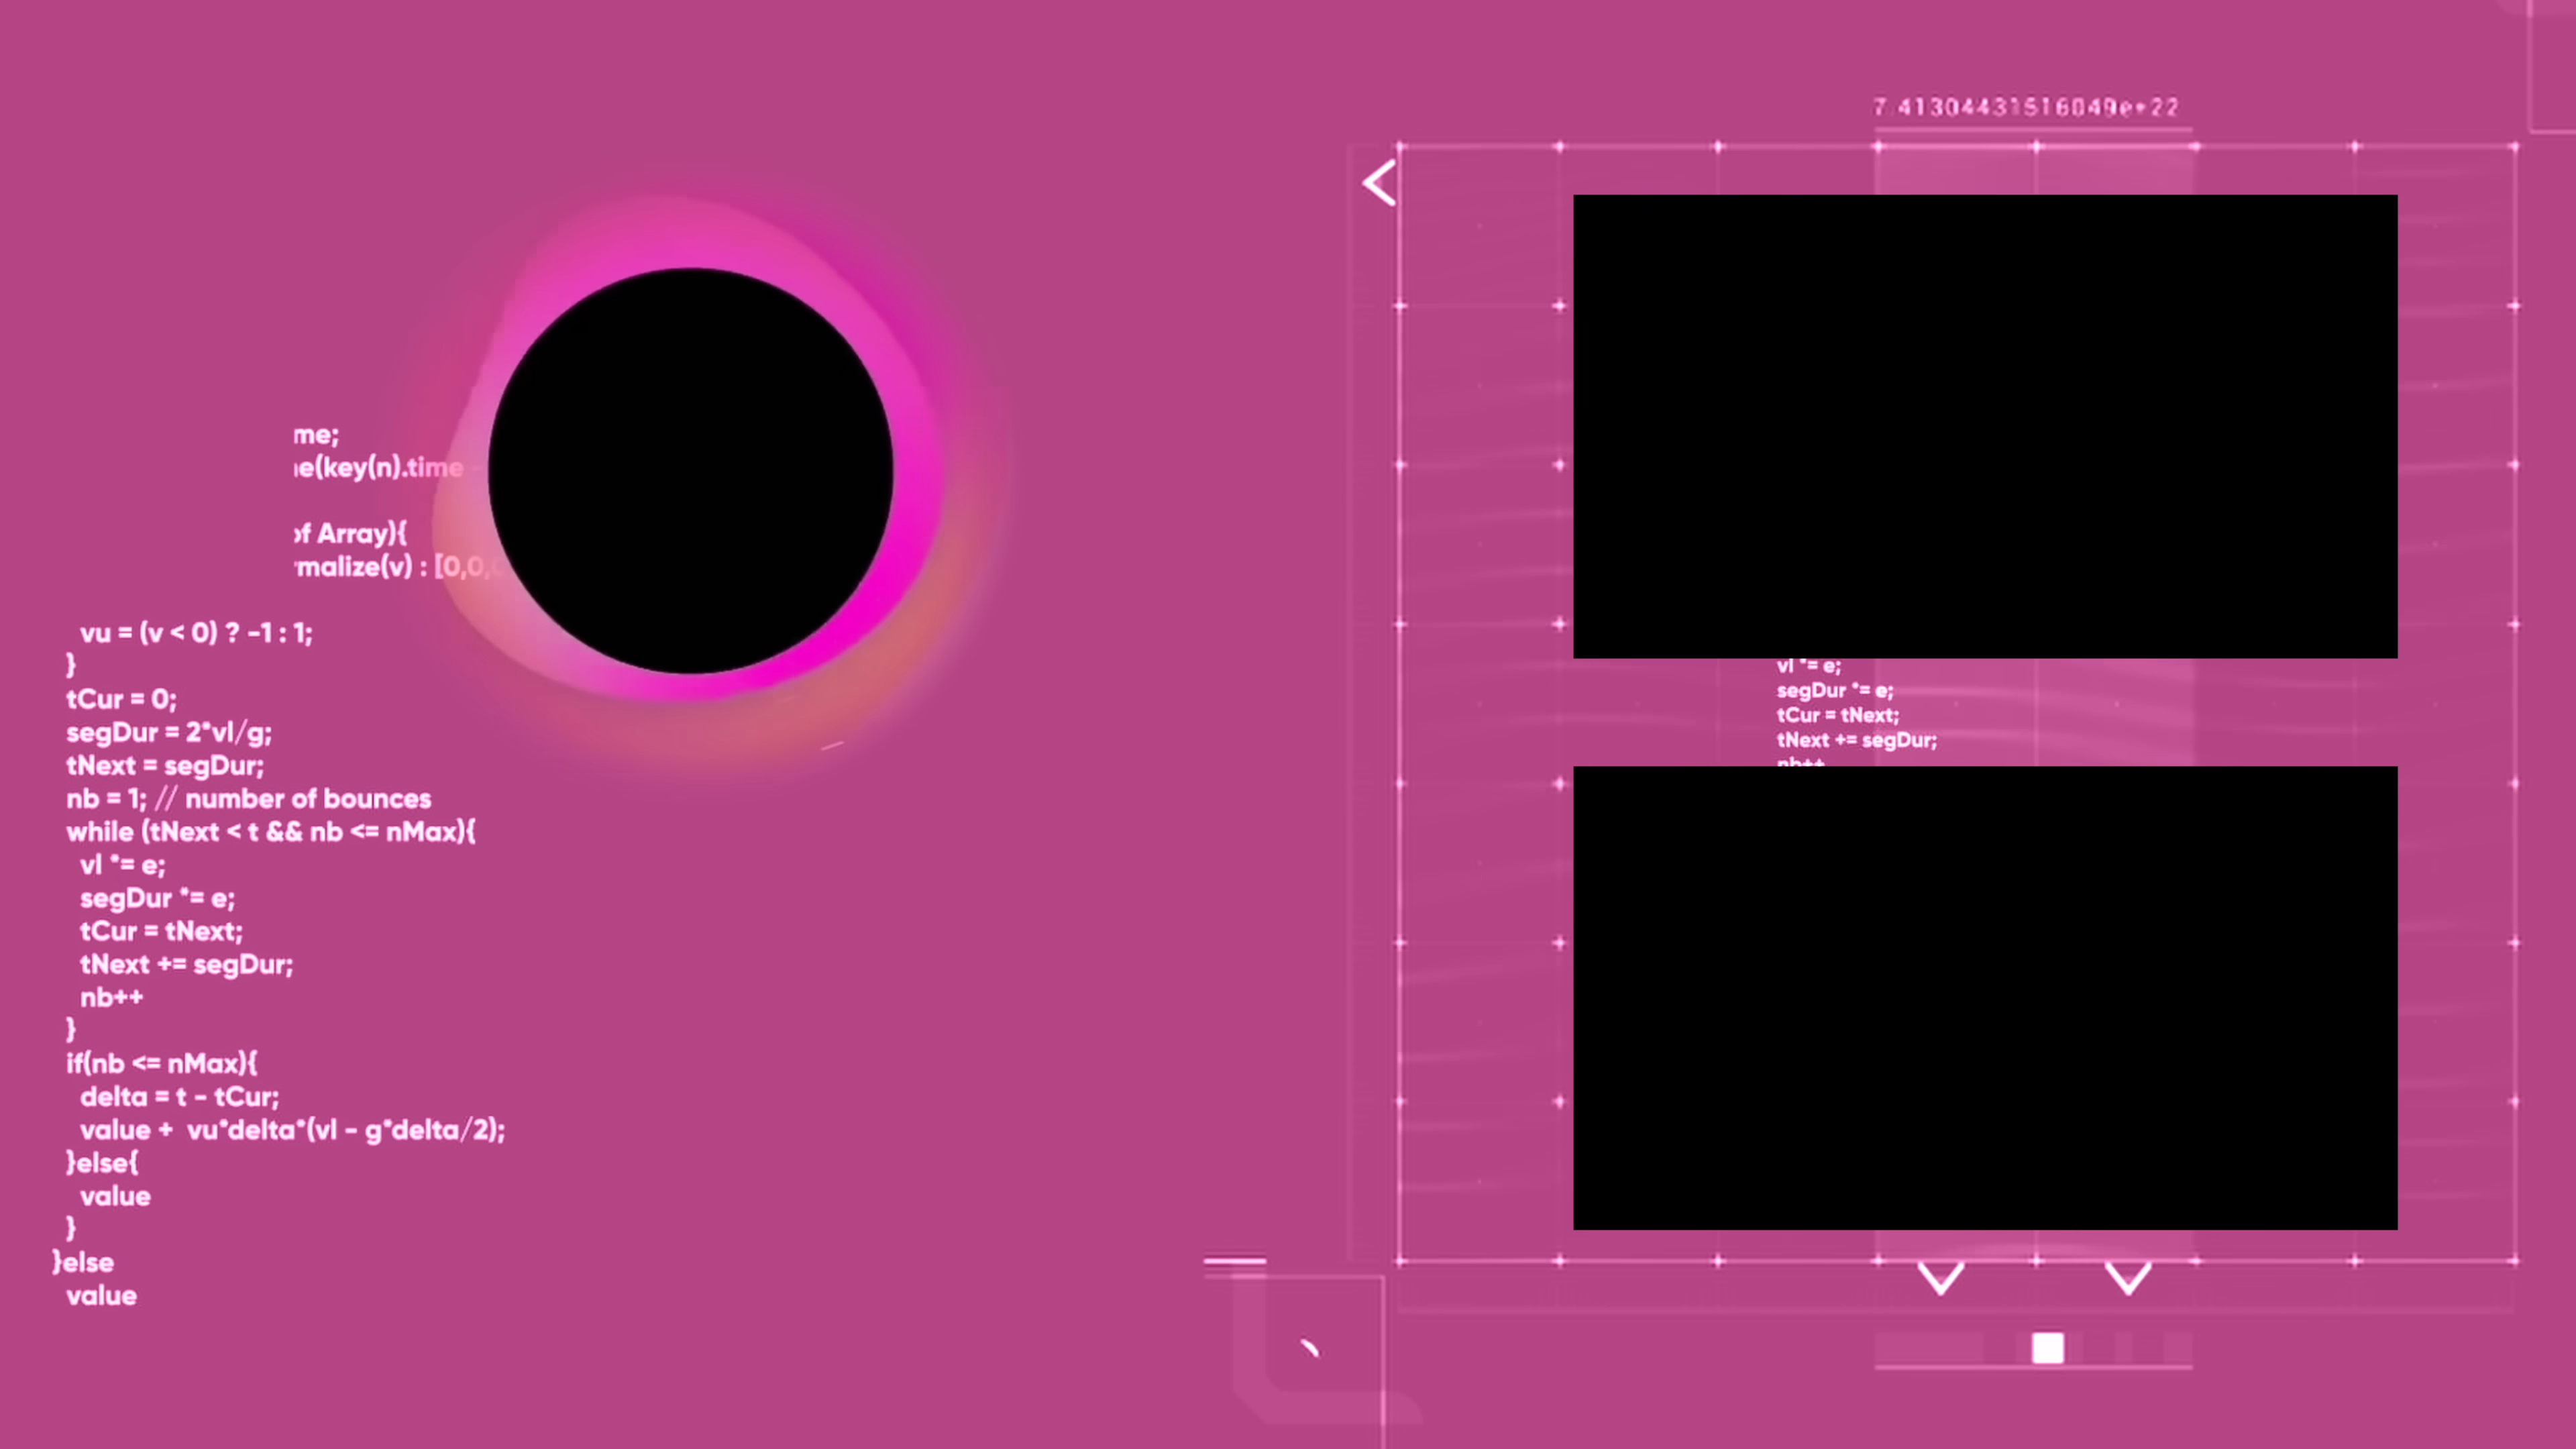 me;
e(key(n).time -
of Array){
malize(v) : [0,0,
vu = (v < 0) ? -1 : 1;
}
tCur = 0;
segDur = 2*vl/g;
tNext = segDur;
nb = 1; // number of bounces
while (tNext < t && nb <= nMax){
vl *= e;
segDur *= e;
tCur = tNext;
tNext += segDur;
nb++
}
if(nb <= nMax){
delta = t - tCur;
value +  vu*delta*(vl - g*delta/2);
}else{
value
}
}else
value
7.41304431516049e+22
vl *= e;
segDur *= e;
tCur = tNext;
tNext += segDur;
nb++